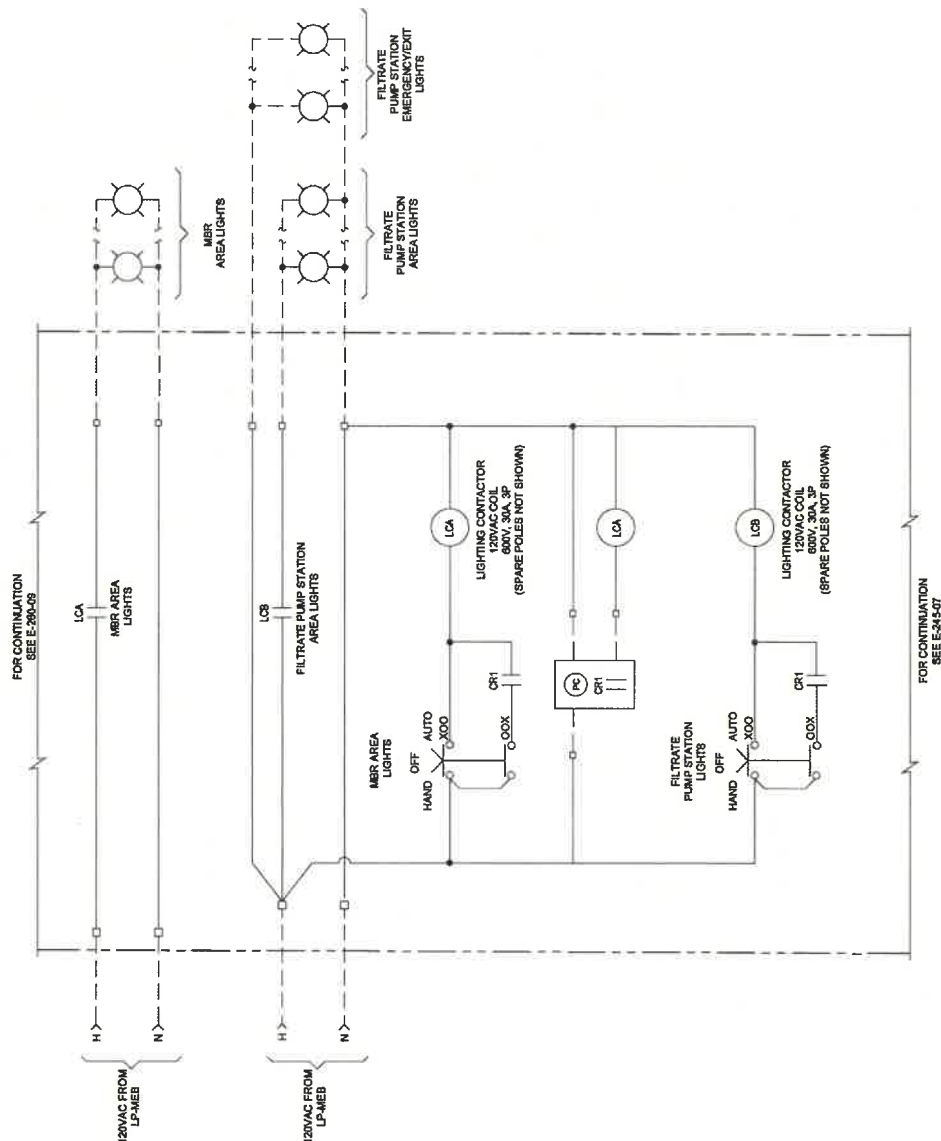 FOR CONTINUATION
SEE E-260-09
120VAC FROM
LP-MEB
H
N
LCA
MBR AREA
LIGHTS
MBR
AREA LIGHTS
120VAC FROM
LP-MEB
H
N
LCB
FILTRATE PUMP STATION
AREA LIGHTS
FILTRATE
PUMP STATION
AREA LIGHTS
FILTRATE
PUMP STATION
EMERGENCY/EXIT
LIGHTS
MBR AREA
LIGHTS
HAND
OFF
AUTO
XOO
OOX
CR1
LCA
LIGHTING CONTACTOR
120VAC COIL
600V, 30A, 3P
(SPARE POLES NOT SHOWN)
PC
CR1
LCA
FILTRATE
PUMP STATION
LIGHTS
HAND
OFF
AUTO
XOO
OOX
CR1
LCB
LIGHTING CONTACTOR
120VAC COIL
600V, 30A, 3P
(SPARE POLES NOT SHOWN)
FOR CONTINUATION
SEE E-245-07